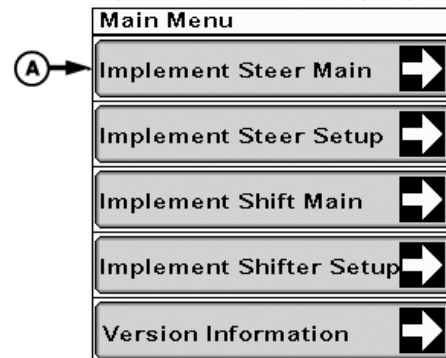 Main Menu
A
Implement Steer Main
Implement Steer Setup
Implement Shift Main
Implement Shifter Setup
Version Information